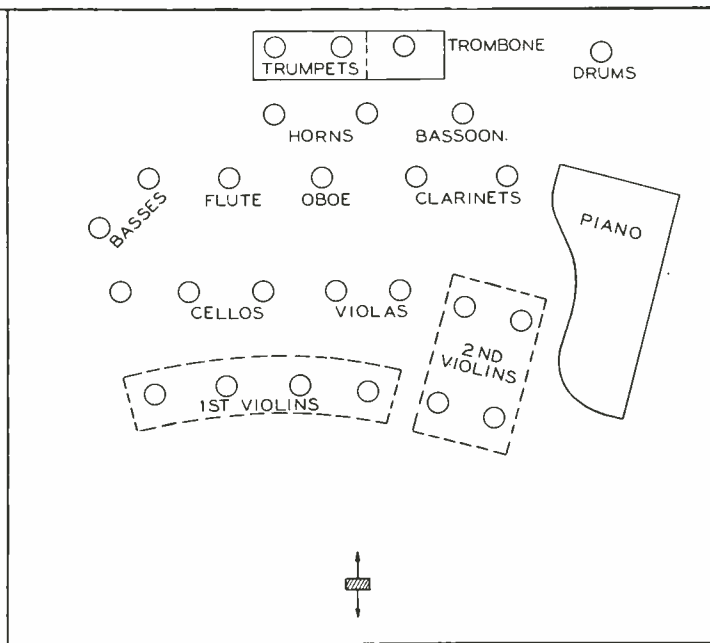 TROMBONE
TRUMPETS
DRUMS
HORNS
BASSOON.
BASSES
FLUTE
OBOE
CLARINETS
PIANO
CELLOS
VIOLAS
2ND
VIOLINS
1ST VIOLINS